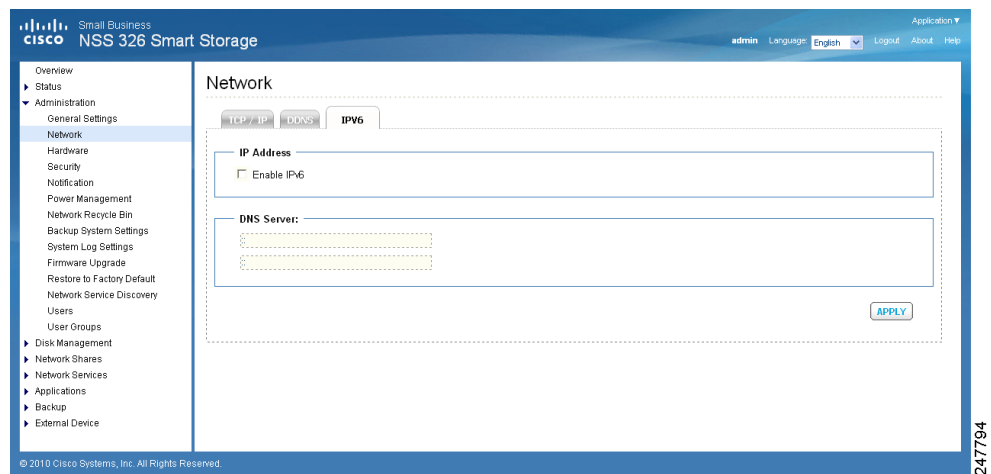 Small Business
Application ▼
CISCO NSS 326 Smart Storage
admin Language: English Logout About Help
Overview
Status
Administration
General Settings
Network
Hardware
Security
Notification
Power Management
Network Recycle Bin
Backup System Settings
System Log Settings
Firmware Upgrade
Restore to Factory Default
Network Service Discovery
Users
User Groups
Disk Management
Network Shares
Network Services
Applications
Backup
External Device
Network
TCP / IP DDNS IPV6
IP Address
Enable IPv6
DNS Server:
::
::
APPLY
© 2010 Cisco Systems, Inc. All Rights Reserved.
247794